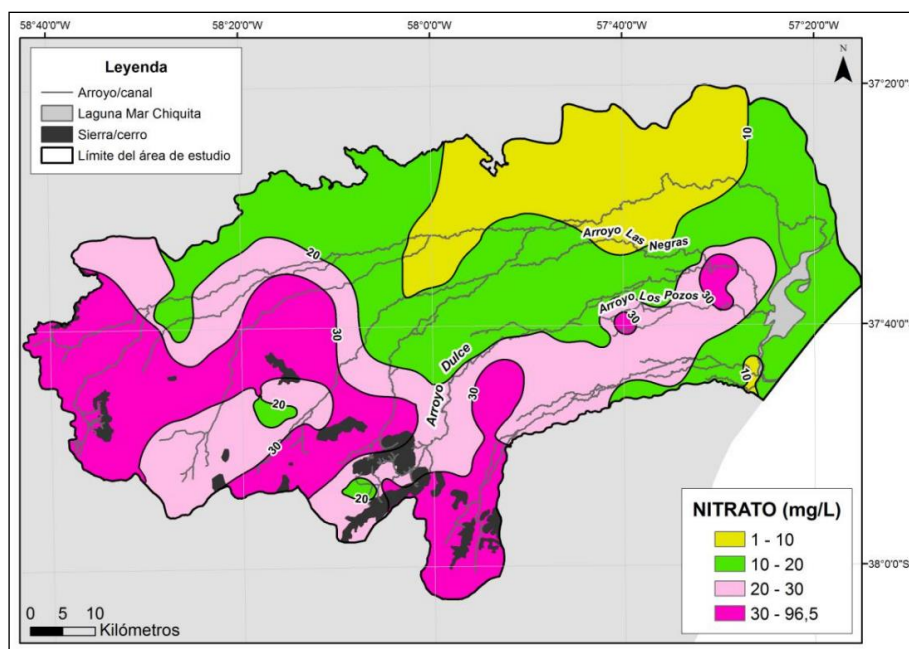 58°40'0"W
58°20'0"W
58°0'0"W
57°40'0"W
57°20'0"W
Leyenda
Arroyo/canal
Laguna Mar Chiquita
Sierra/cerro
Límite del área de estudio
N
37°20'0"S
10
Arroyo Las Negras
20
30
Arroyo Los Pozos
30
30
37°40'0"S
Arroyo Dulce
30
10
20
30
20
NITRATO (mg/L)
1 - 10
10 - 20
20 - 30
30 - 96,5
38°0'0"S
0 5 10
Kilómetros